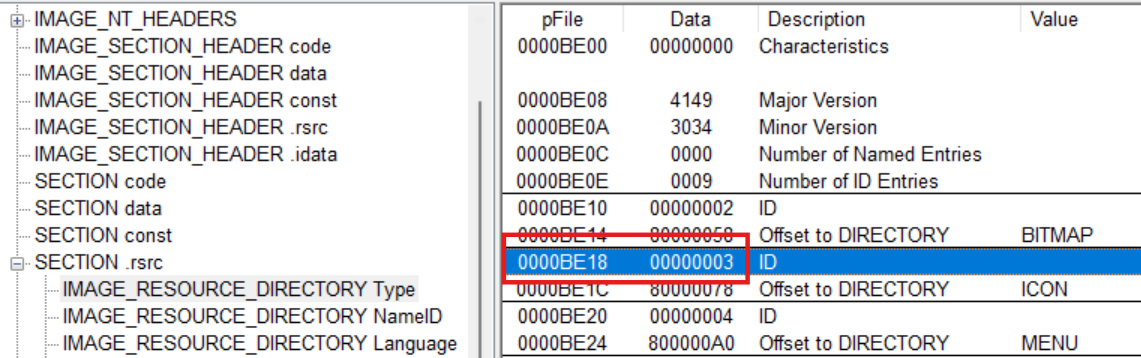 IMAGE_NT_HEADERS
IMAGE_SECTION_HEADER code
IMAGE_SECTION_HEADER data
IMAGE_SECTION_HEADER const
IMAGE_SECTION_HEADER .rsrc
IMAGE_SECTION_HEADER .idata
SECTION code
SECTION data
SECTION const
SECTION .rsrc
IMAGE_RESOURCE_DIRECTORY Type
IMAGE_RESOURCE_DIRECTORY NameID
IMAGE_RESOURCE_DIRECTORY Language
pFile Data Description Value
0000BE00 00000000 Characteristics
0000BE08 4149 Major Version
0000BE0A 3034 Minor Version
0000BE0C 0000 Number of Named Entries
0000BE0E 0009 Number of ID Entries
0000BE10 00000002 ID
0000BE14 80000058 Offset to DIRECTORY BITMAP
0000BE18 00000003 ID
0000BE1C 80000078 Offset to DIRECTORY ICON
0000BE20 00000004 ID
0000BE24 800000A0 Offset to DIRECTORY MENU